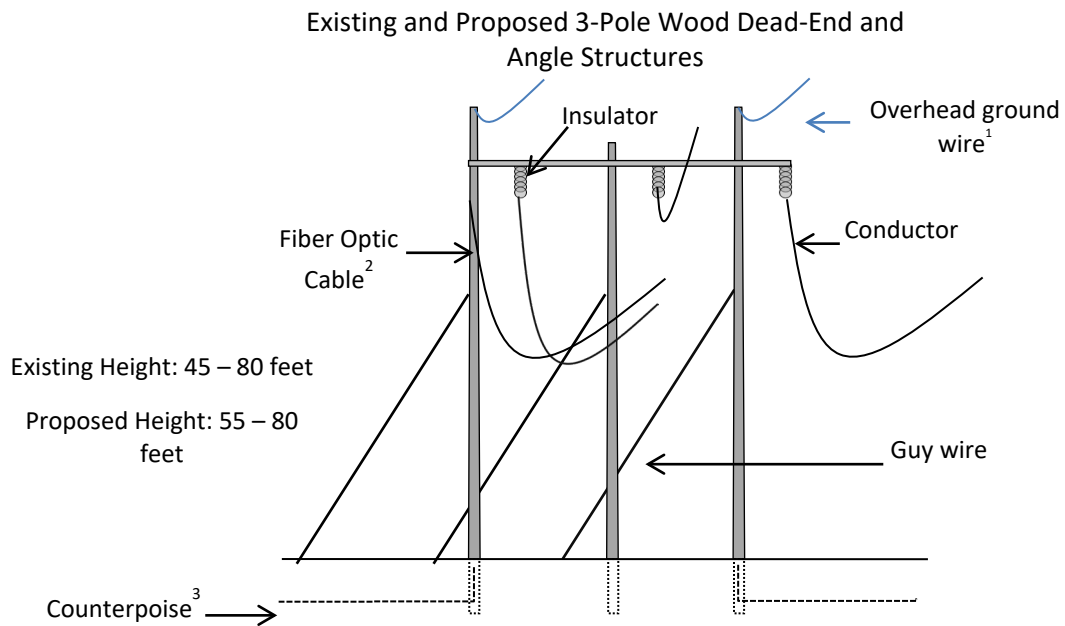 Existing and Proposed 3-Pole Wood Dead-End and
Angle Structures
Insulator
Overhead ground
wire1
Fiber Optic
Cable2
Conductor
Existing Height: 45 – 80 feet
Proposed Height: 55 – 80
feet
Guy wire
Counterpoise3